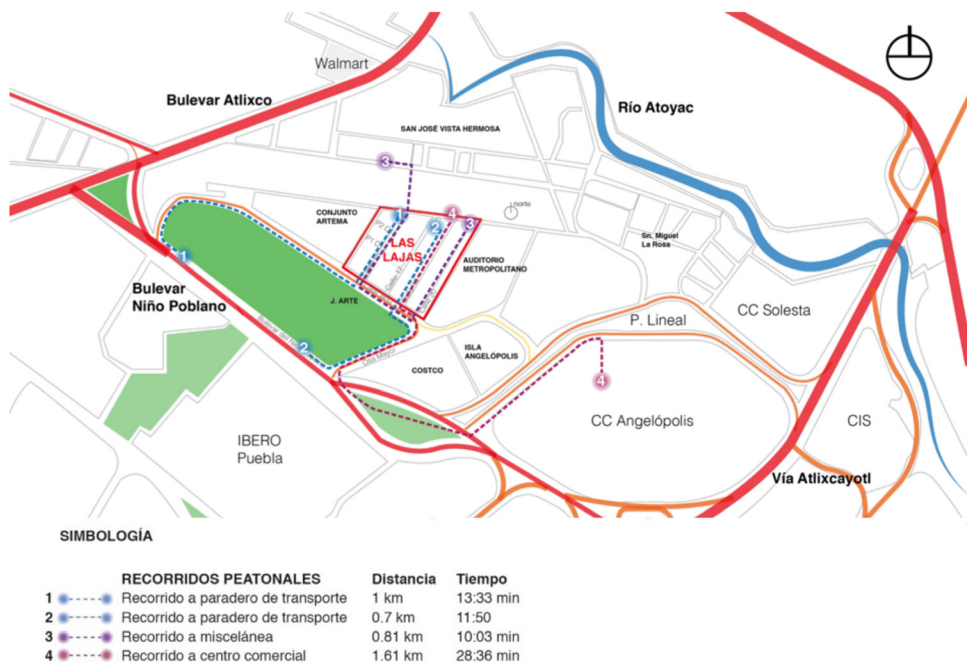 Walmart
Bulevar Atlixco
Río Atoyac
SAN JOSÉ VISTA HERMOSA
3
norte
CONJUNTO
ARTEMA
1
4
2
3
P2
P1
LAS
LAJAS
Sn. Miguel
La Rosa
AUDITORIO
METROPOLITANO
1
Bulevar
Niño Poblano
J. ARTE
CC Solesta
P. Lineal
2
Osa Mayor
ISLA
ANGELÓPOLIS
COSTCO
4
CC Angelópolis
CIS
IBERO
Puebla
Vía Atlixcayotl
SIMBOLOGÍA
RECORRIDOS PEATONALES Distancia Tiempo
1 Recorrido a paradero de transporte 1 km 13:33 min
2 Recorrido a paradero de transporte 0.7 km 11:50
3 Recorrido a miscelánea 0.81 km 10:03 min
4 Recorrido a centro comercial 1.61 km 28:36 min